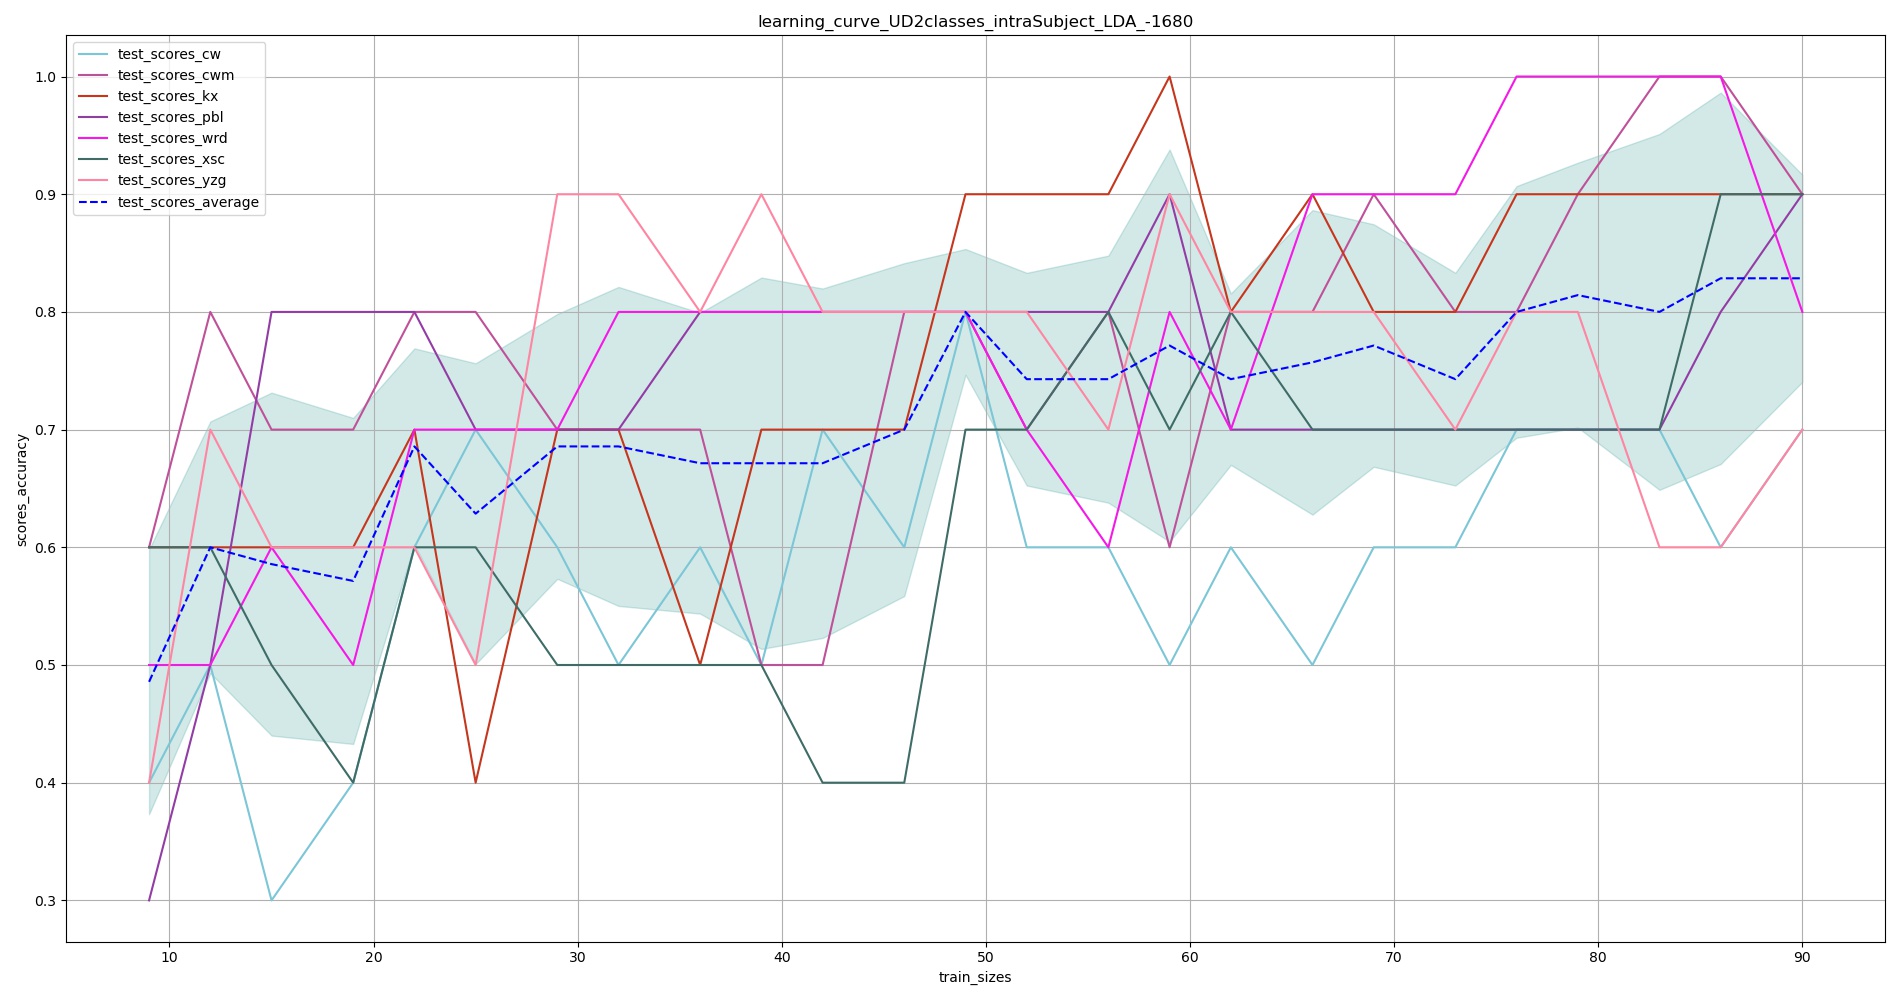 learning_curve_UD2classes_intraSubject_LDA_-1680
test_scores_cw
test_scores_cwm
test_scores_kx
test_scores_pbl
test_scores_wrd
test_scores_xsc
test_scores_yzg
test_scores_average
1.0
0.9
0.8
0.7
0.6
0.5
0.4
0.3
scores_accuracy
10 20 30 40 50 60 70 80 90
train_sizes